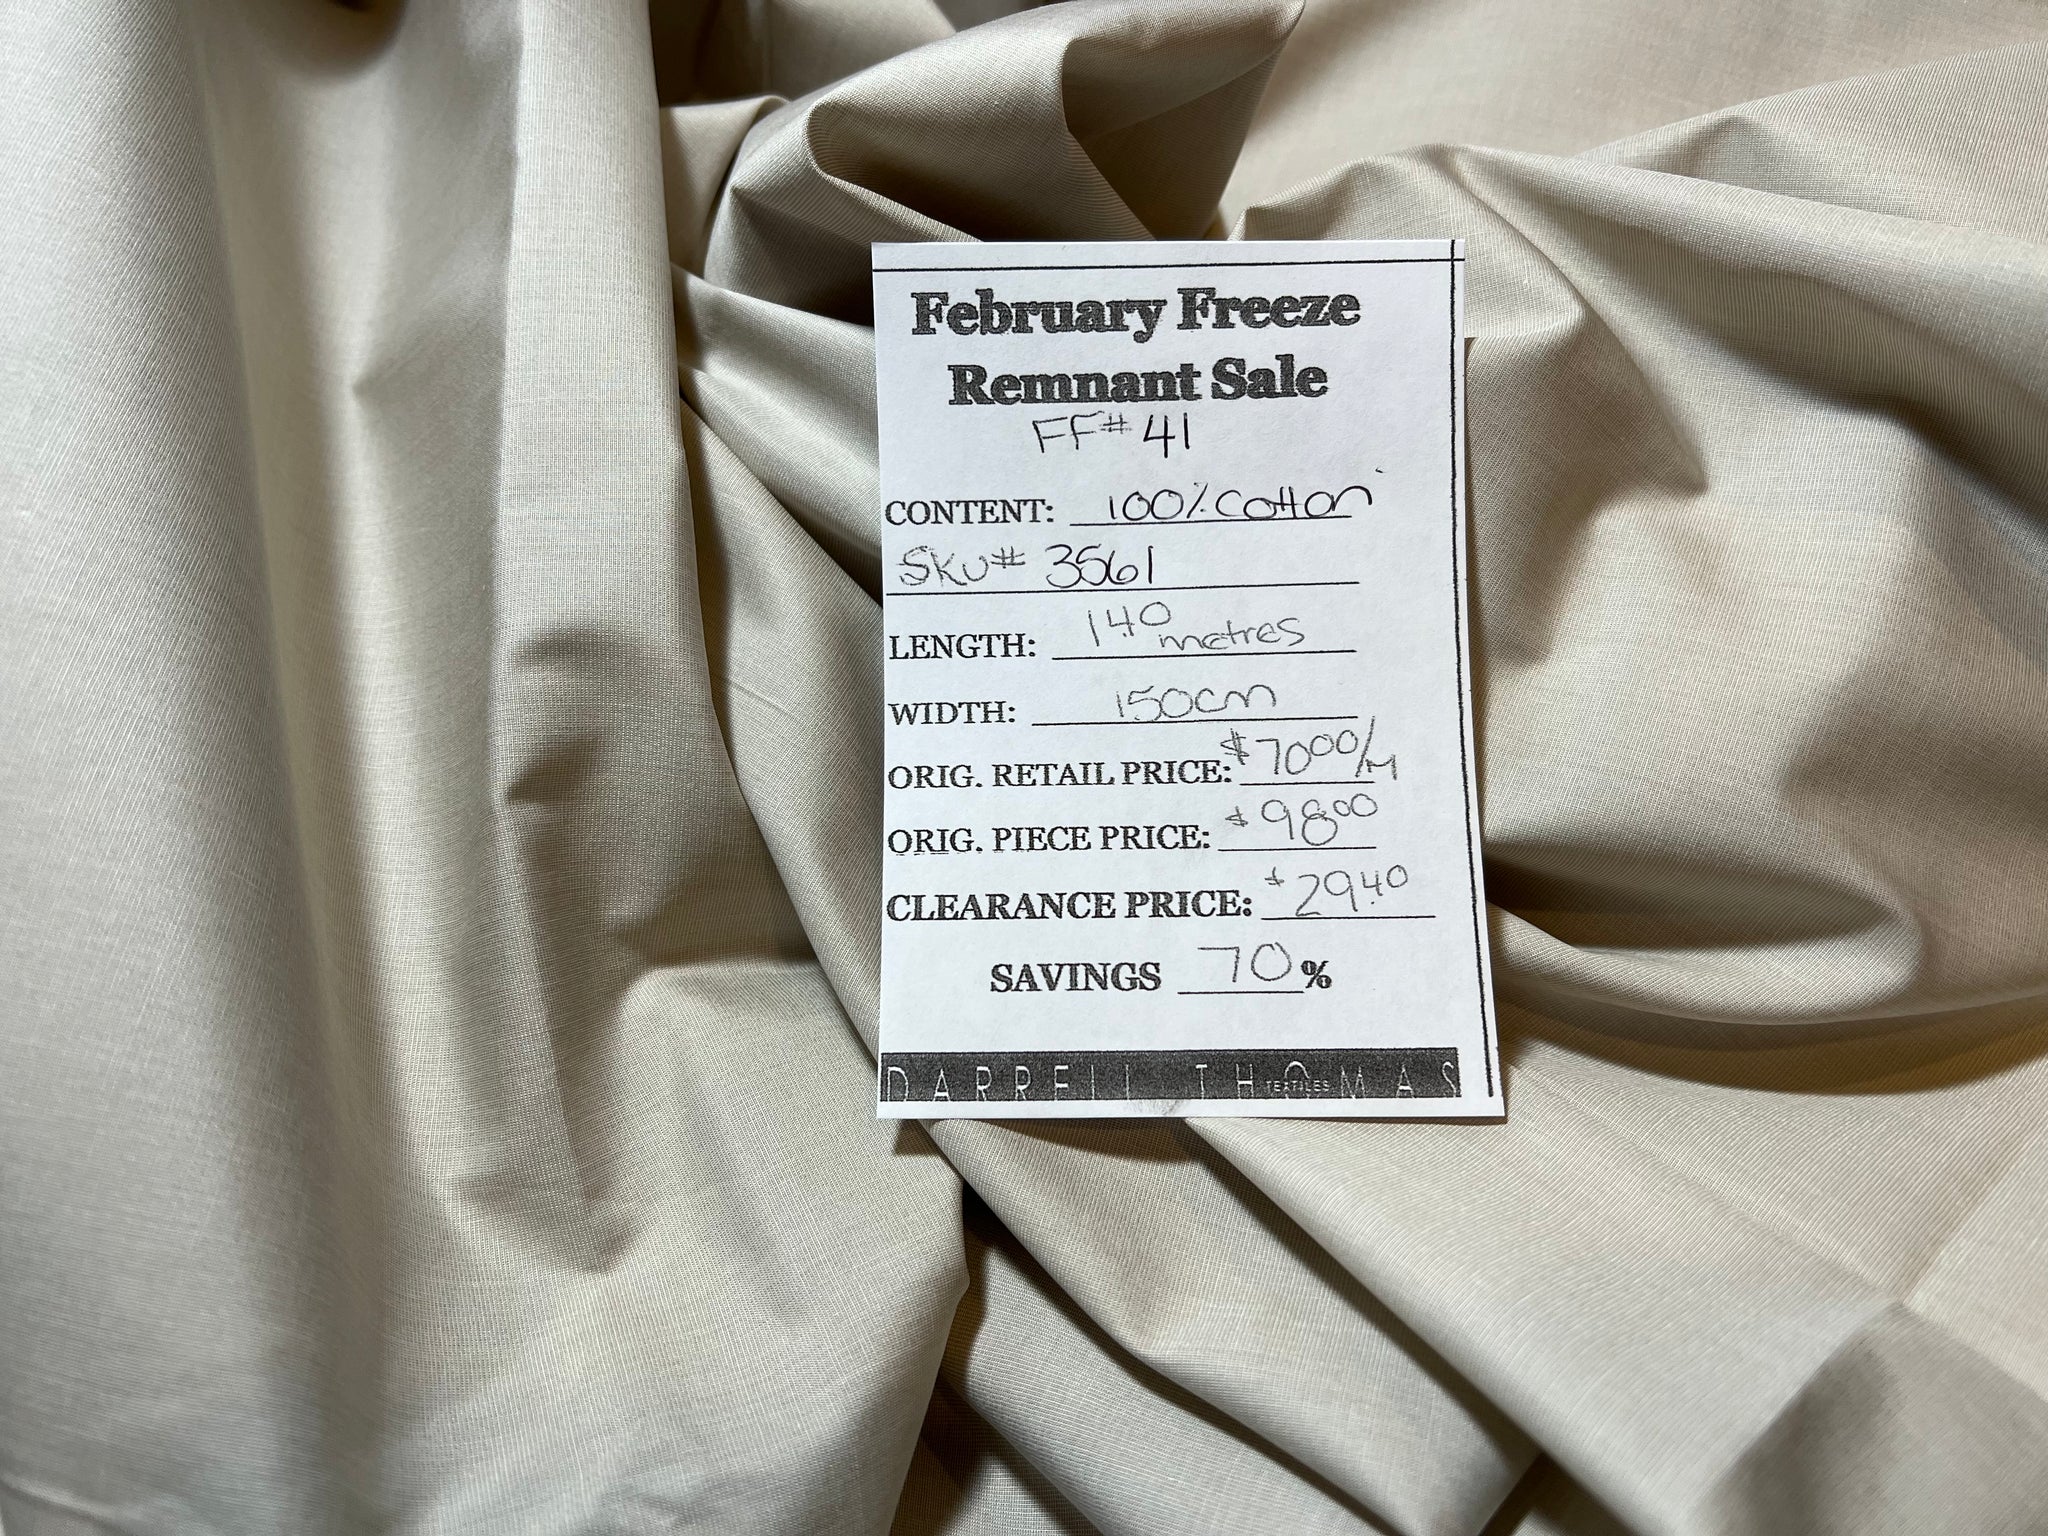 February Freeze
Remnant Sale
FF# 41
CONTENT: 100% Cotton
SKU# 3561
LENGTH: 1.40 metres
WIDTH: 150cm
ORIG. RETAIL PRICE: $70.00/M
ORIG. PIECE PRICE: $98.00
CLEARANCE PRICE: $29.40
SAVINGS 70 %
DARRELL THOMAS
TEXTILES